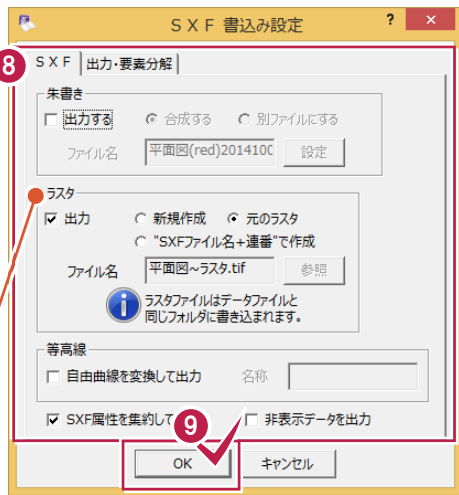 SXF 書込み設定 ? ×
8
SXF 出力・要素分解
朱書き
出力する 合成する 別ファイルにする
ファイル名 平面図(red)2014100 設定
ラスタ
出力 新規作成 元のラスタ
"SXFファイル名+連番"で作成
ファイル名 平面図~ラスタ.tif 参照
ラスタファイルはデータファイルと
同じフォルダに書き込まれます。
等高線
自由曲線を変換して出力 名称
SXF属性を集約して 9 非表示データを出力
OK キャンセル